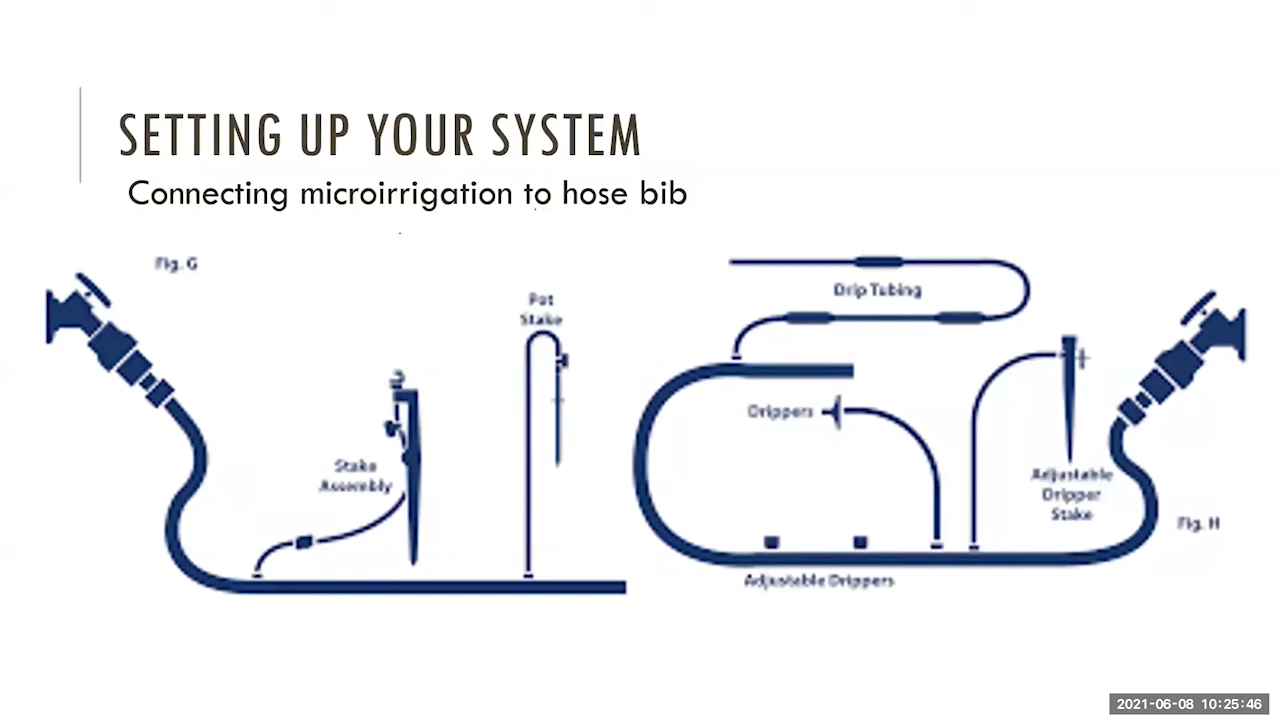 SETTING UP YOUR SYSTEM
Connecting microirrigation to hose bib
Fig. G
Pot
Stake
Stake
Assembly
Drip Tubing
Drippers
Adjustable
Dripper
Stake
Fig. H
Adjustable Drippers
2021-06-08 10:25:46